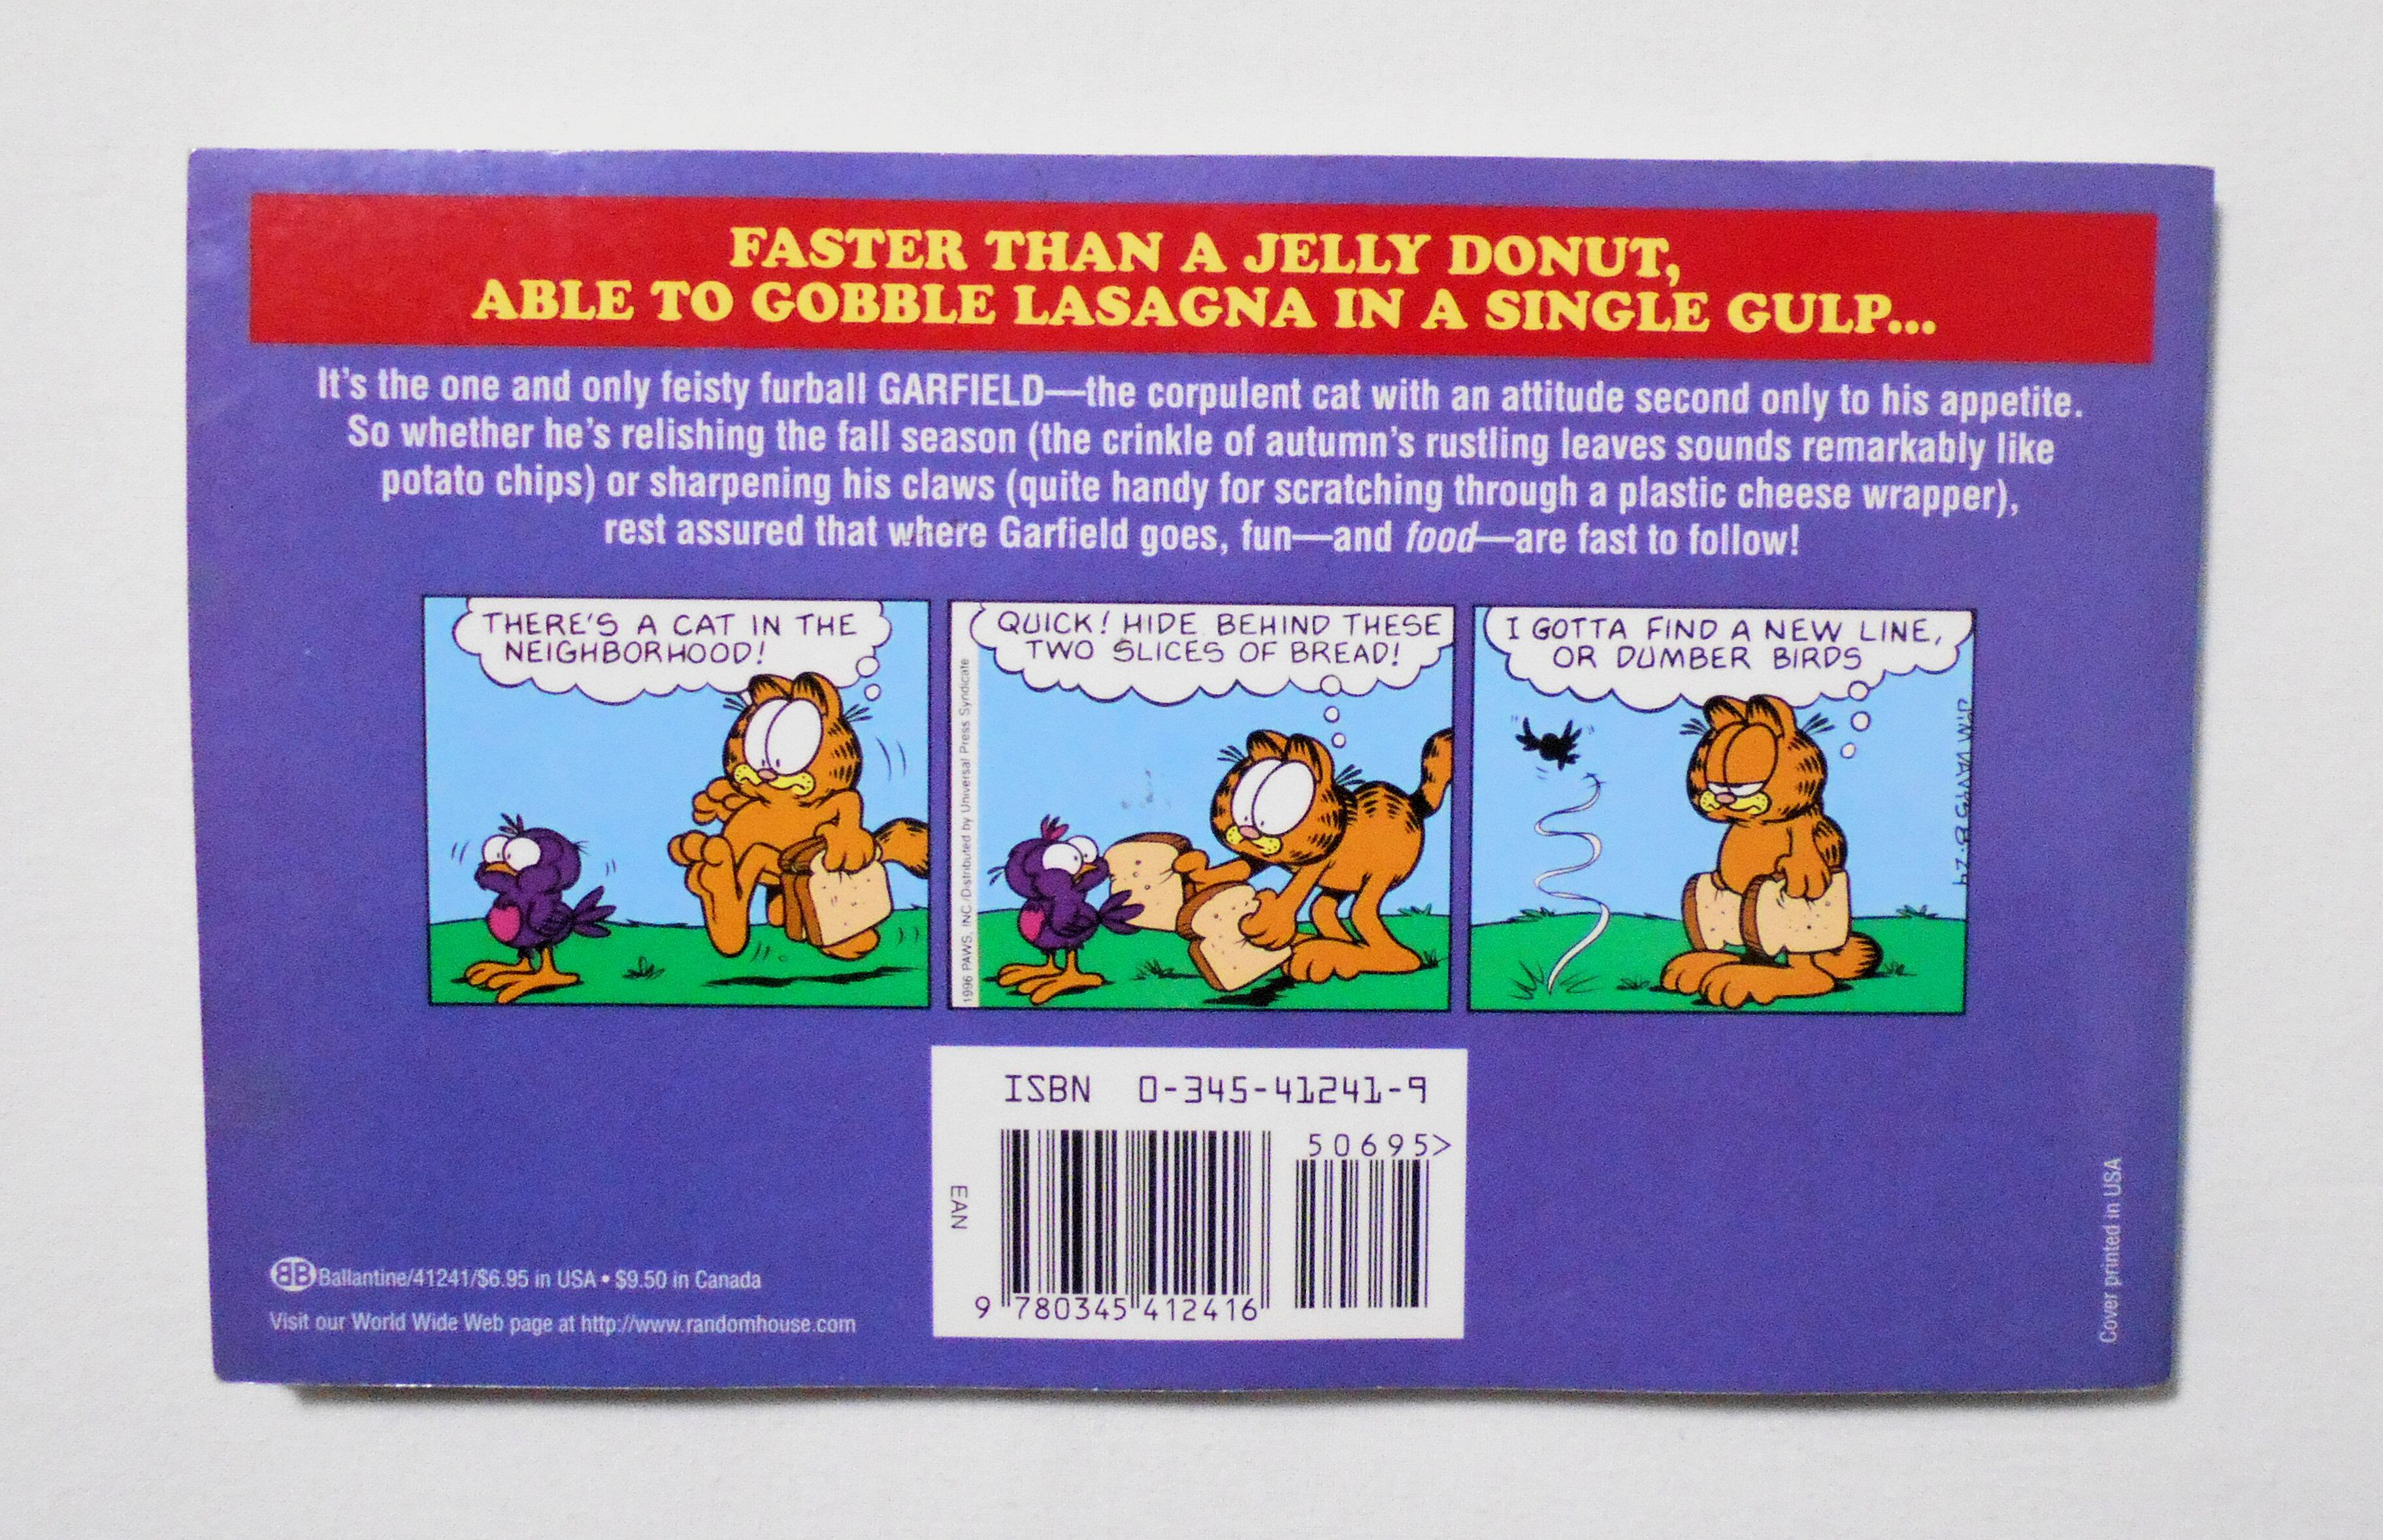 FASTER THAN A JELLY DONUT,
ABLE TO GOBBLE LASAGNA IN A SINGLE GULP...
It's the one and only feisty furball GARFIELD—the corpulent cat with an attitude second only to his appetite.
So whether he's relishing the fall season (the crinkle of autumn's rustling leaves sounds remarkably like
potato chips) or sharpening his claws (quite handy for scratching through a plastic cheese wrapper),
rest assured that where Garfield goes, fun—and food—are fast to follow!
THERE'S A CAT IN THE
NEIGHBORHOOD!
QUICK! HIDE BEHIND THESE
TWO SLICES OF BREAD!
1996 PAWS, INC./Distributed by Universal Press Syndicate
I GOTTA FIND A NEW LINE,
OR DUMBER BIRDS
JIM DAVIS 8.24
ISBN 0-345-41241-9
50695>
EAN
9 780345 412416
BB Ballantine/41241/$6.95 in USA • $9.50 in Canada
Visit our World Wide Web page at http://www.randomhouse.com
Cover printed in USA